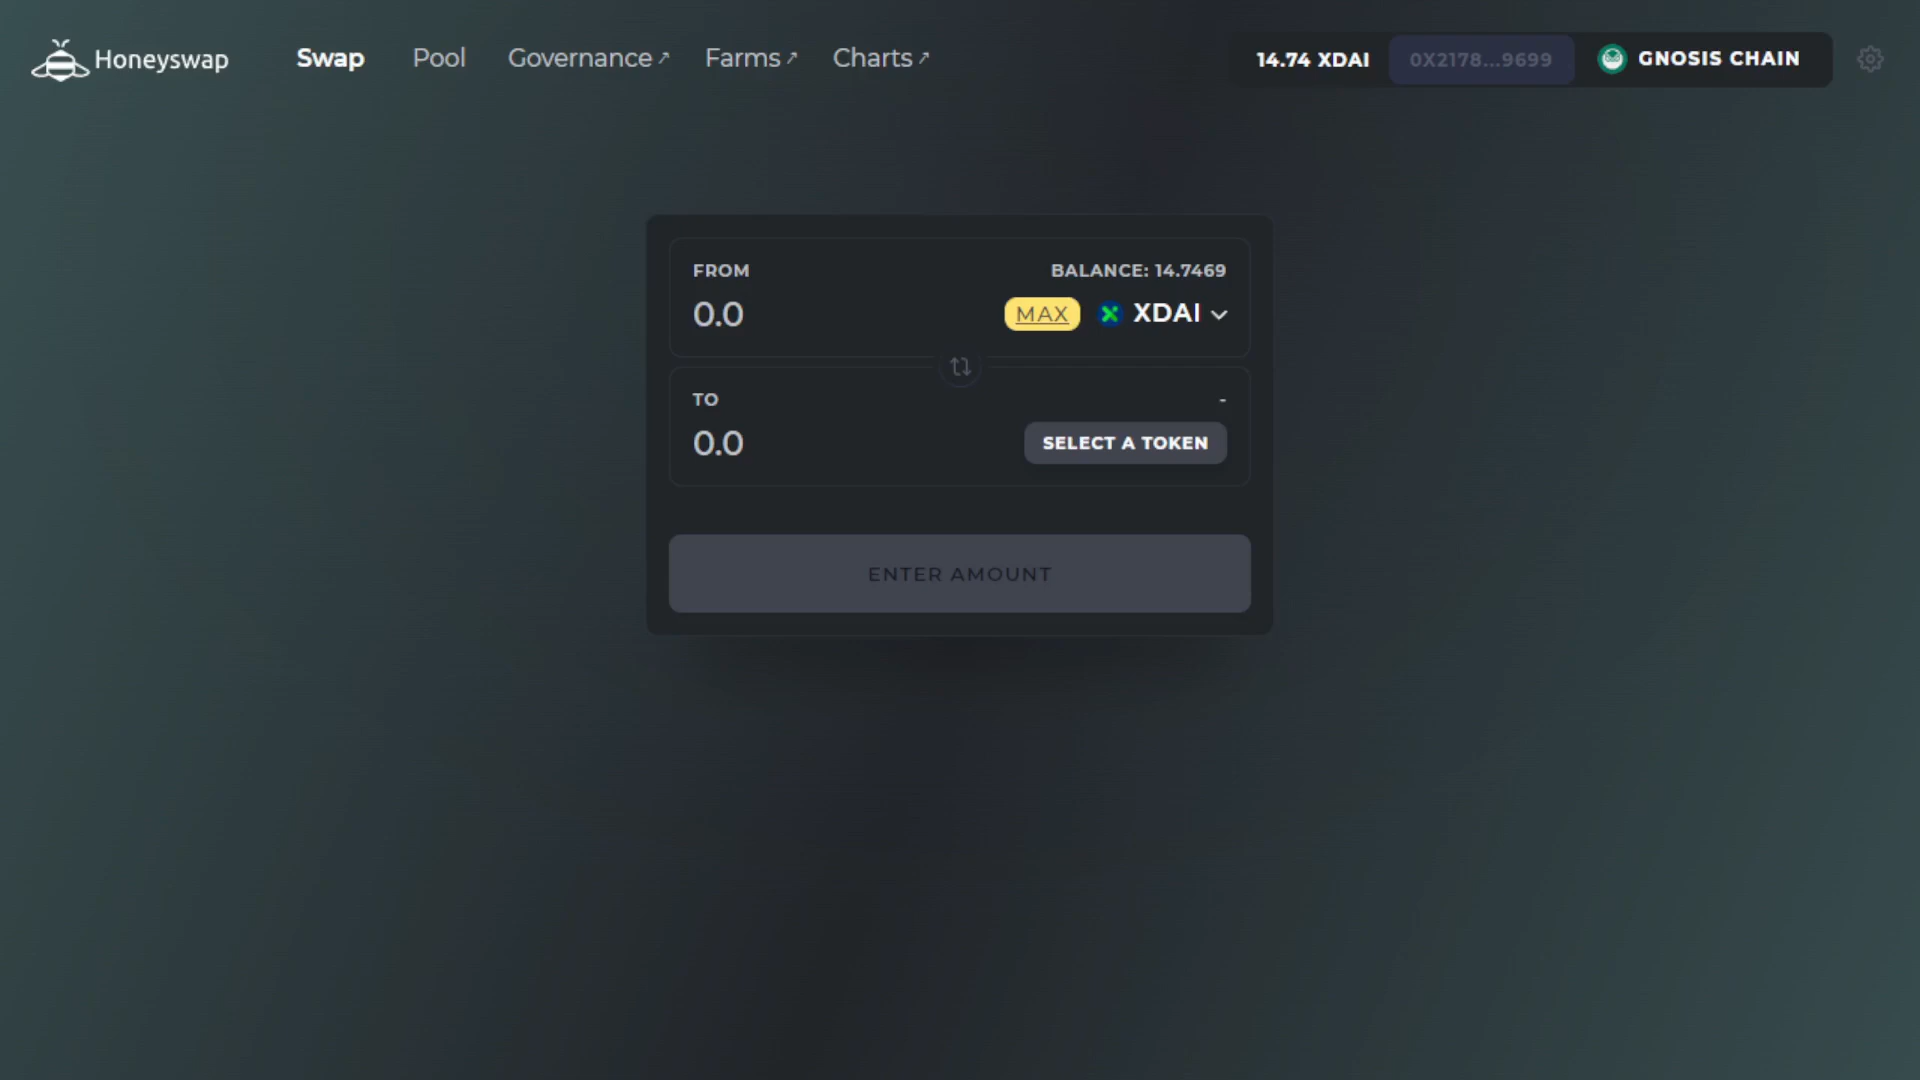 Honeyswap Swap Pool Governance↗ Farms↗ Charts↗ 14.74 XDAI 0X2178...9699 GNOSIS CHAIN
FROM BALANCE: 14.7469
0.0 MAX XDAI
TO -
0.0 SELECT A TOKEN
ENTER AMOUNT